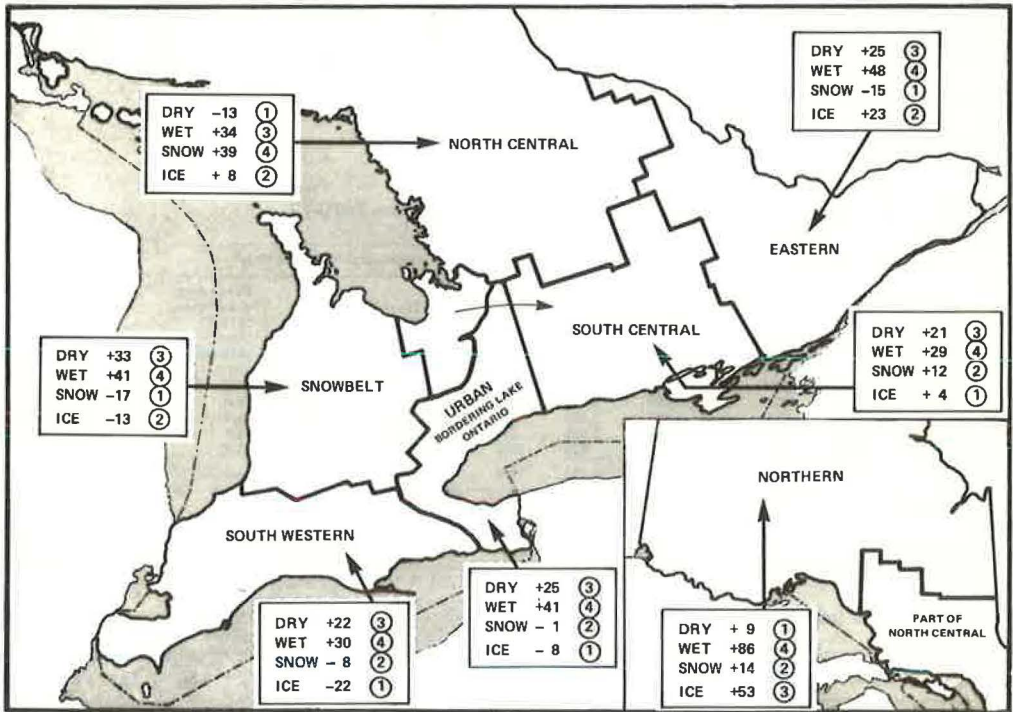 DRY +25 ③
WET +48 ④
SNOW -15 ①
ICE +23 ②
DRY -13 ①
WET +34 ③
SNOW +39 ④
ICE + 8 ②
NORTH CENTRAL
EASTERN
SOUTH CENTRAL
DRY +21 ③
WET +29 ④
SNOW +12 ②
ICE + 4 ①
DRY +33 ③
WET +41 ④
SNOW -17 ①
ICE -13 ②
SNOWBELT
URBAN
BORDERING LAKE
ONTARIO
NORTHERN
SOUTH WESTERN
DRY +25 ③
WET +41 ④
SNOW - 1 ②
ICE - 8 ①
DRY +22 ③
WET +30 ④
SNOW - 8 ②
ICE -22 ①
DRY + 9 ①
WET +86 ④
SNOW +14 ②
ICE +53 ③
PART OF
NORTH CENTRAL